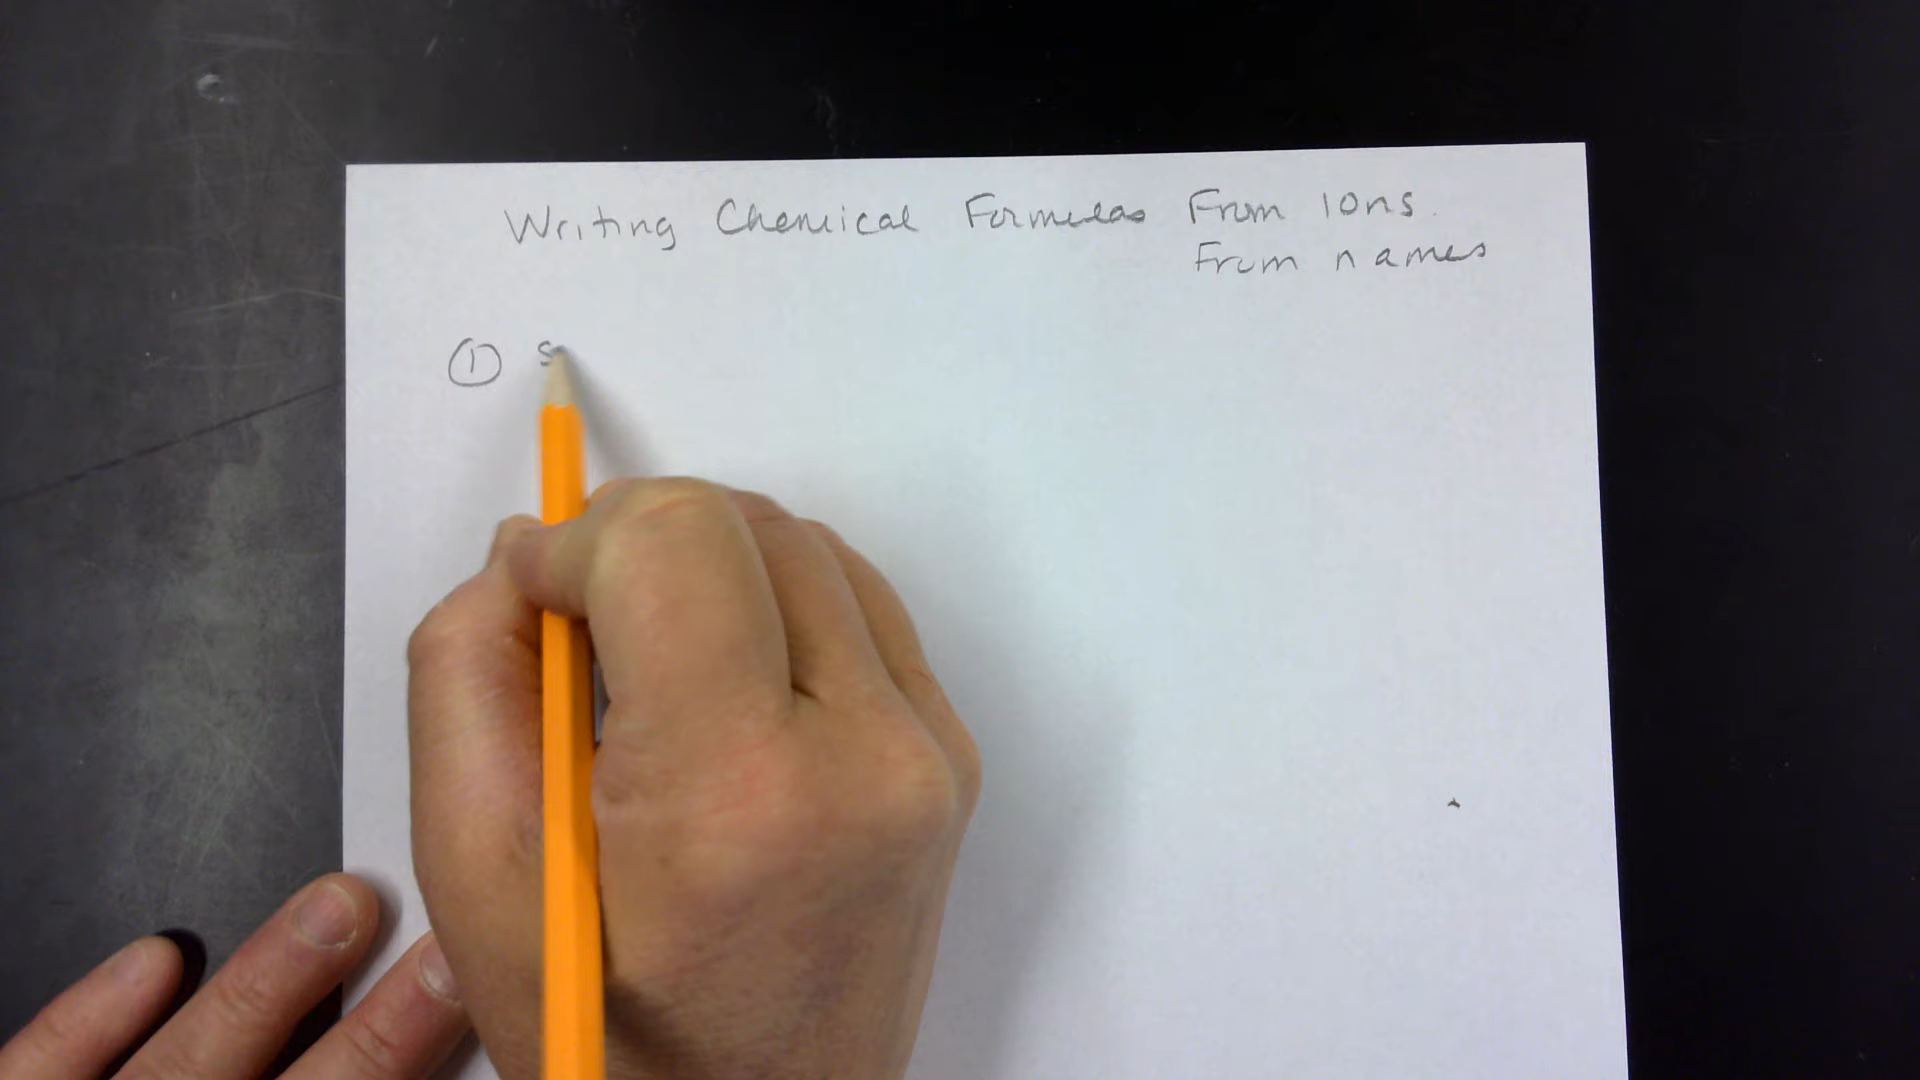 Writing Chemical Formulas From Ions.
From names
① S